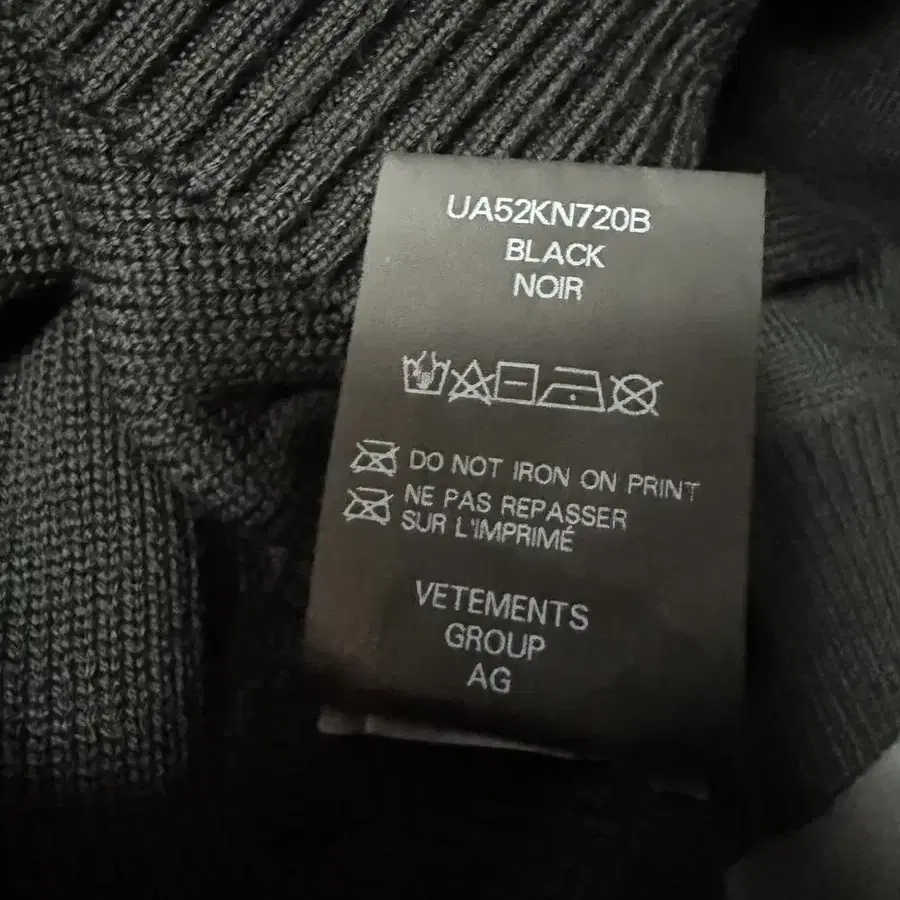 UA52KN720B
BLACK
NOIR
DO NOT IRON ON PRINT
NE PAS REPASSER
SUR L'IMPRIMÉ
VETEMENTS
GROUP
AG